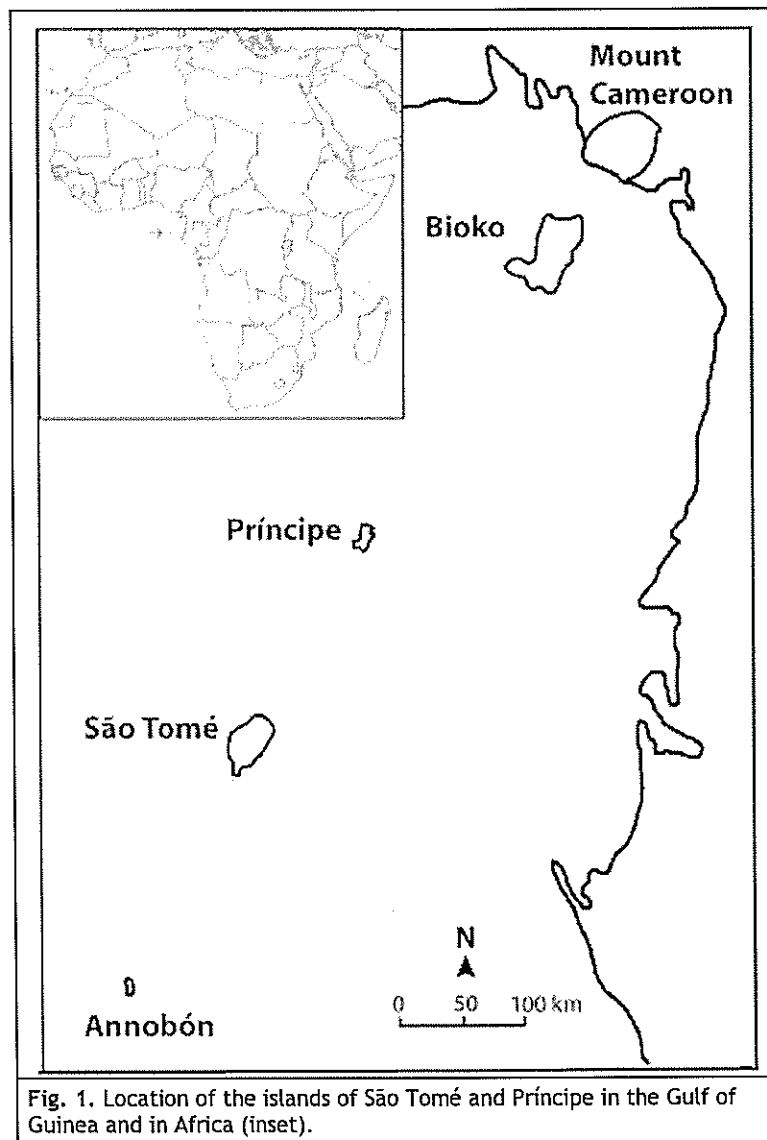 Mount
Cameroon
Bioko
Príncipe
São Tomé
Annobón
N
0 50 100 km
Fig. 1. Location of the islands of São Tomé and Príncipe in the Gulf of
Guinea and in Africa (inset).